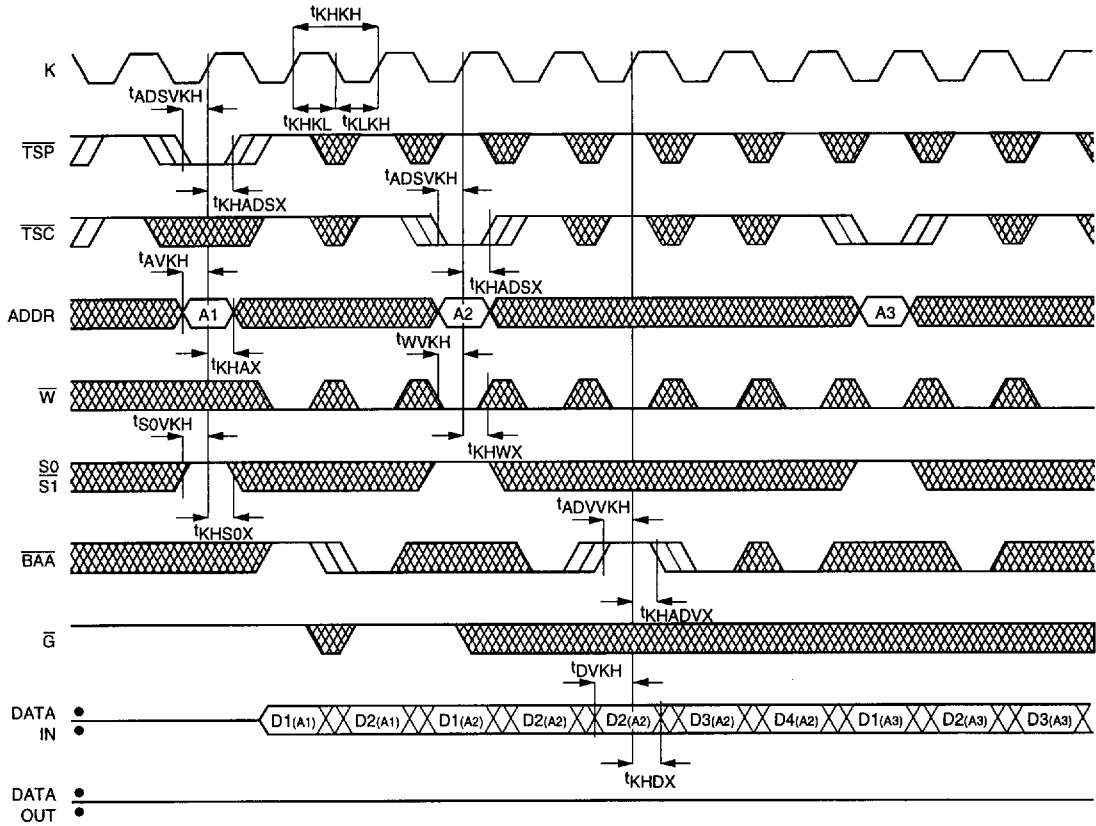 tKHKH
K
tADSVKH
tKHKL tKLKH
TSP
tKHADSX
tADSVKH
TSC
tAVKH
tKHADSX
ADDR A1 A2 A3
tKHAX
tWVKH
W
tS0VKH
tKHWX
S0
S1
tKHS0X
tADVVKH
BAA
tKHADVX
G
tDVKH
DATA IN D1(A1) D2(A1) D1(A2) D2(A2) D2(A2) D3(A2) D4(A2) D1(A3) D2(A3) D3(A3)
tKHDX
DATA OUT